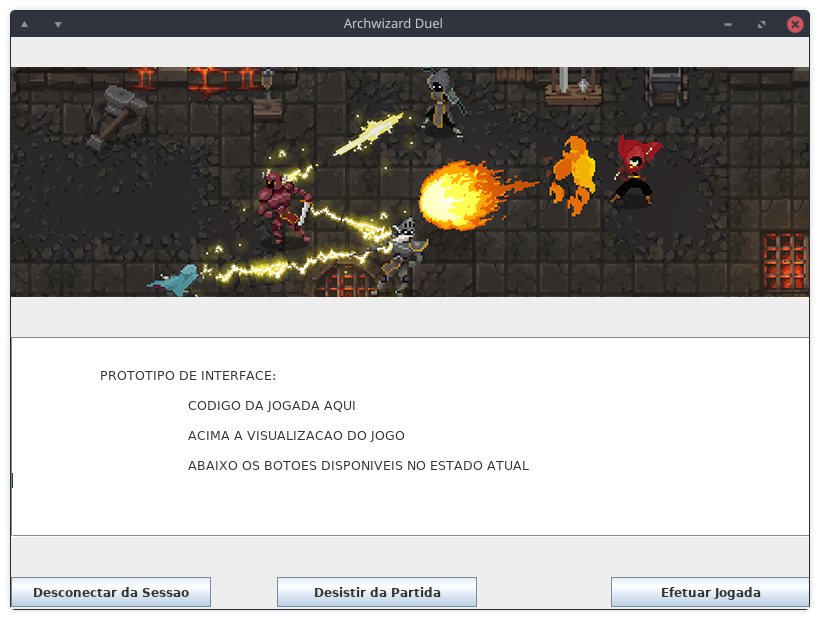 Archwizard Duel
PROTOTIPO DE INTERFACE:
CODIGO DA JOGADA AQUI
ACIMA A VISUALIZACAO DO JOGO
ABAIXO OS BOTOES DISPONIVEIS NO ESTADO ATUAL
Desconectar da Sessao
Desistir da Partida
Efetuar Jogada